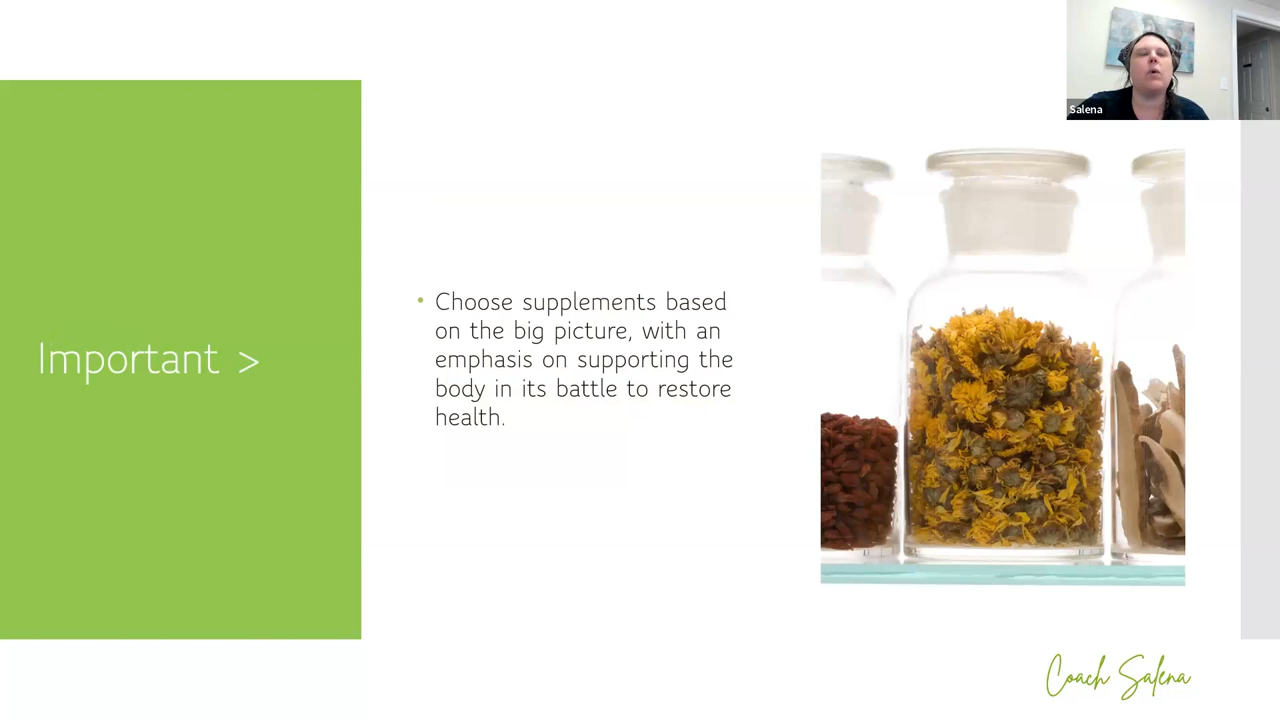 Salena
Important >
• Choose supplements based
on the big picture, with an
emphasis on supporting the
body in its battle to restore
health.
Coach Salena